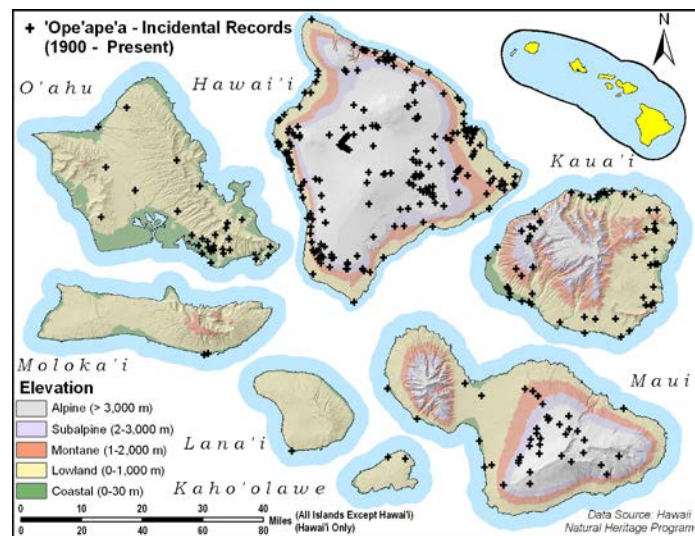 + 'Ope'ape'a - Incidental Records
(1900 - Present)
N
O'ahu
Hawai'i
Kaua'i
Moloka'i
Maui
Lana'i
Kaho'olawe
Elevation
Alpine (> 3,000 m)
Subalpine (2-3,000 m)
Montane (1-2,000 m)
Lowland (0-1,000 m)
Coastal (0-30 m)
0 10 20 30 40 Miles (All Islands Except Hawai'i)
0 20 40 60 80 (Hawai'i Only)
Data Source: Hawaii
Natural Heritage Program